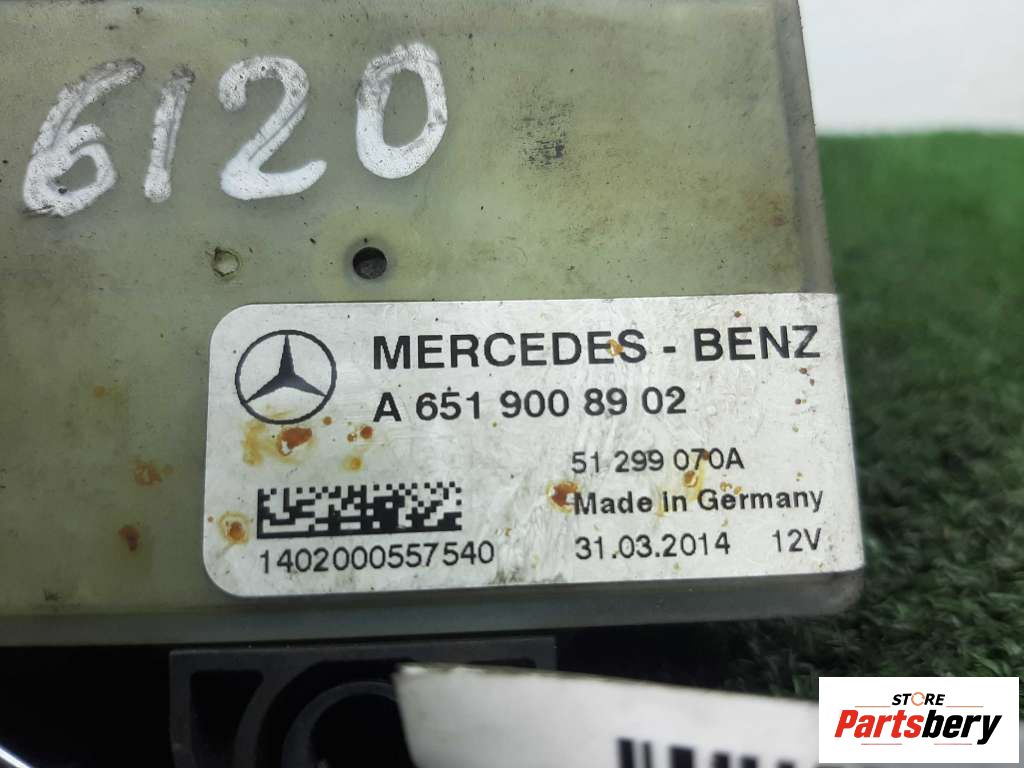 6120
MERCEDES - BENZ
A 651 900 89 02
51 299 070A
Made in Germany
1402000557540
31.03.2014 12V
STORE
Partsbery